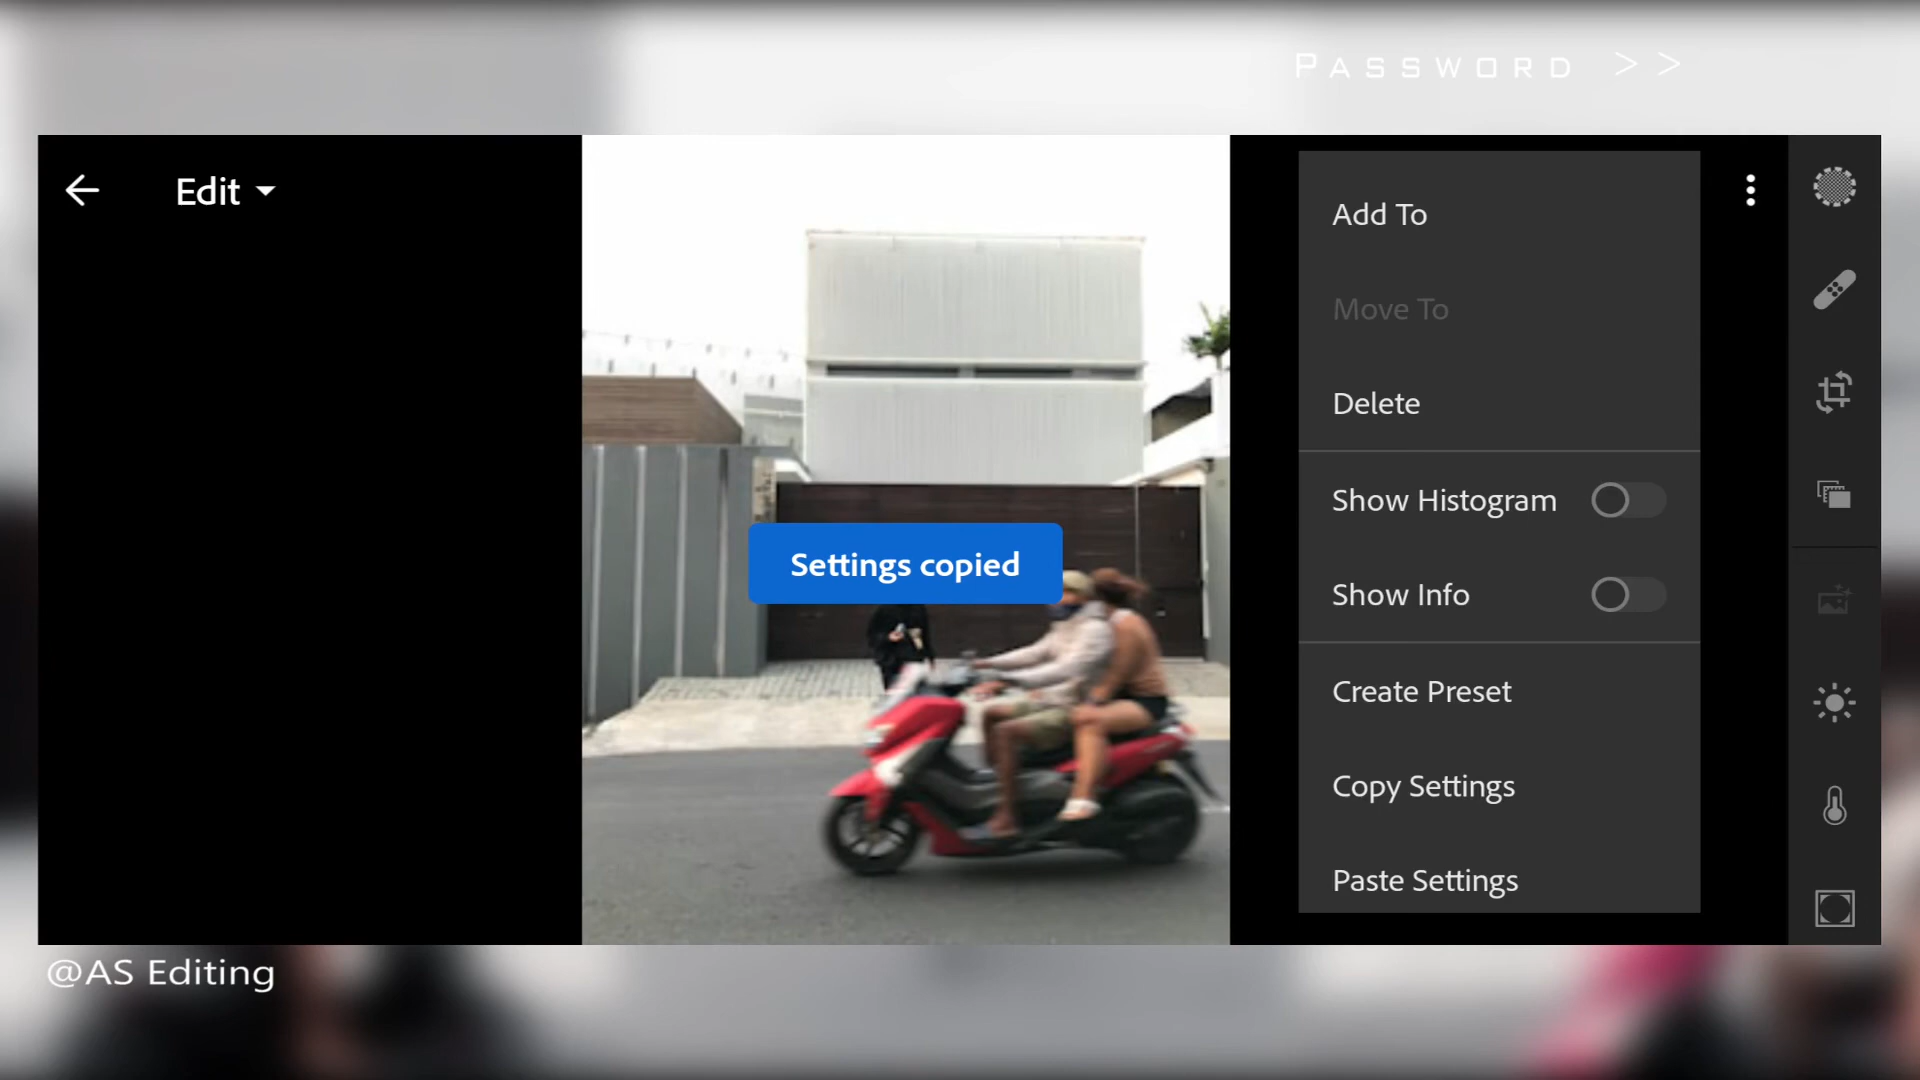 PASSWORD >>
Edit
Add To
Move To
Delete
Show Histogram
Show Info
Create Preset
Copy Settings
Paste Settings
Settings copied
@AS Editing